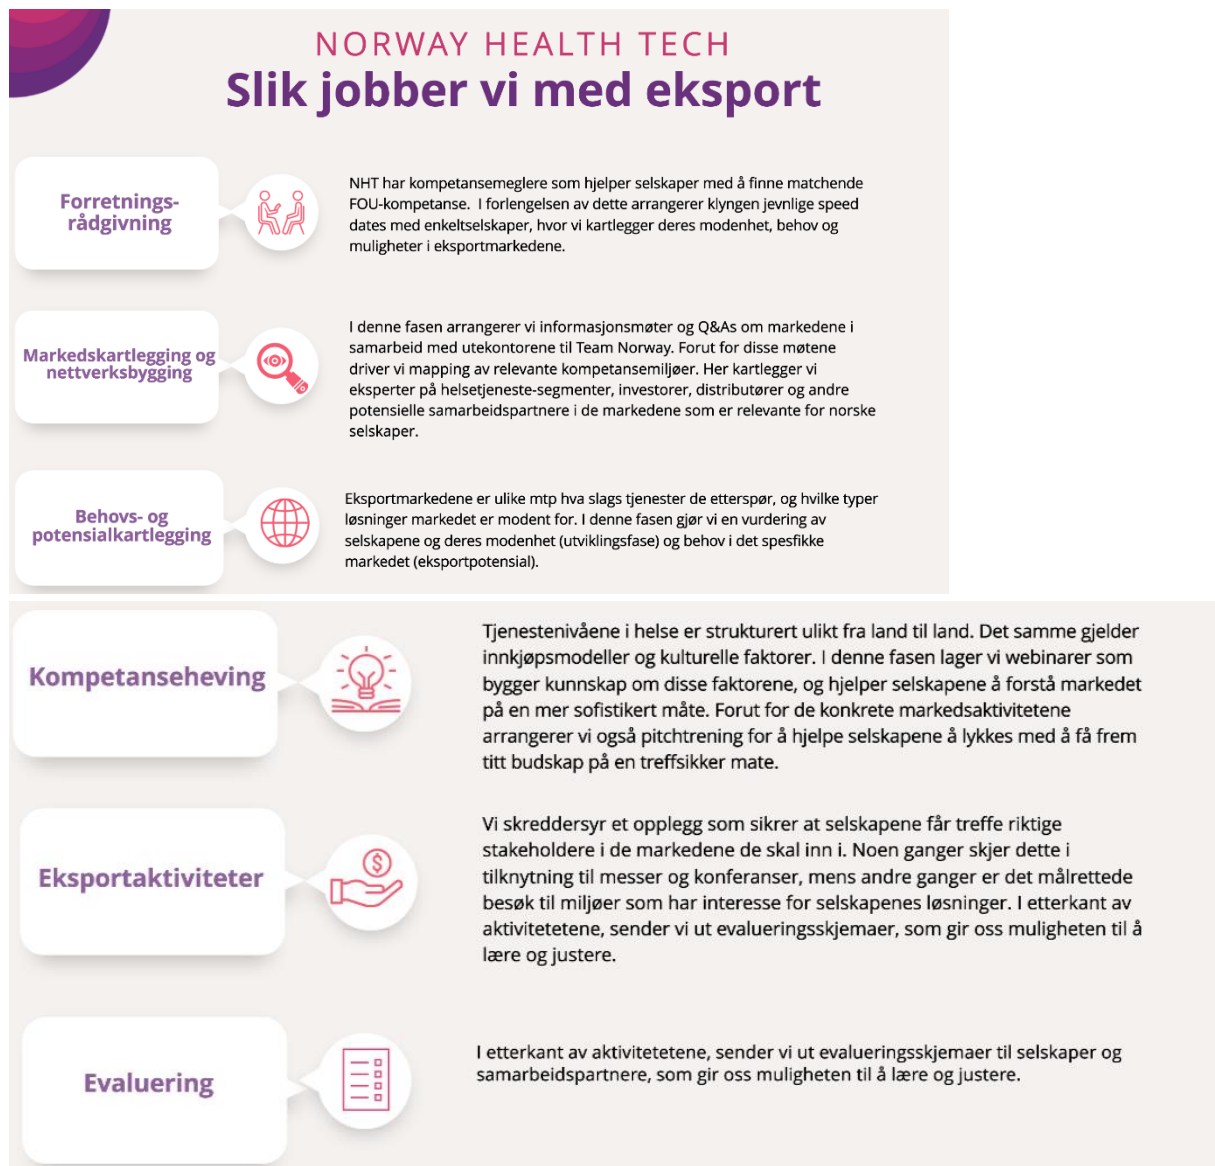 NORWAY HEALTH TECH
Slik jobber vi med eksport
Forretnings-
rådgivning
NHT har kompetansemeglere som hjelper selskaper med å finne matchende
FOU-kompetanse.  I forlengelsen av dette arrangerer klyngen jevnlige speed
dates med enkeltselskaper, hvor vi kartlegger deres modenhet, behov og
muligheter i eksportmarkedene.
Markedskartlegging og
nettverksbygging
I denne fasen arrangerer vi informasjonsmøter og Q&As om markedene i
samarbeid med utekontorene til Team Norway. Forut for disse møtene
driver vi mapping av relevante kompetansemiljøer. Her kartlegger vi
eksperter på helsetjeneste-segmenter, investorer, distributører og andre
potensielle samarbeidspartnere i de markedene som er relevante for norske
selskaper.
Behovs- og
potensialkartlegging
Eksportmarkedene er ulike mtp hva slags tjenester de etterspør, og hvilke typer
løsninger markedet er modent for. I denne fasen gjør vi en vurdering av
selskapene og deres modenhet (utviklingsfase) og behov i det spesfikke
markedet (eksportpotensial).
Kompetanseheving
Tjenestenivåene i helse er strukturert ulikt fra land til land. Det samme gjelder
innkjøpsmodeller og kulturelle faktorer. I denne fasen lager vi webinarer som
bygger kunnskap om disse faktorene, og hjelper selskapene å forstå markedet
på en mer sofistikert måte. Forut for de konkrete markedsaktivitetene
arrangerer vi også pitchtrening for å hjelpe selskapene å lykkes med å få frem
titt budskap på en treffsikker mate.
Eksportaktiviteter
Vi skreddersyr et opplegg som sikrer at selskapene får treffe riktige
stakeholdere i de markedene de skal inn i. Noen ganger skjer dette i
tilknytning til messer og konferanser, mens andre ganger er det målrettede
besøk til miljøer som har interesse for selskapenes løsninger. I etterkant av
aktivitetetene, sender vi ut evalueringsskjemaer, som gir oss muligheten til å
lære og justere.
Evaluering
I etterkant av aktivitetetene, sender vi ut evalueringsskjemaer til selskaper og
samarbeidspartnere, som gir oss muligheten til å lære og justere.